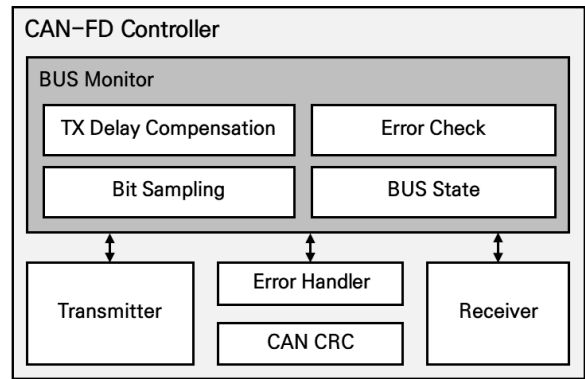 CAN-FD Controller
BUS Monitor
TX Delay Compensation
Error Check
Bit Sampling
BUS State
Transmitter
Error Handler
CAN CRC
Receiver